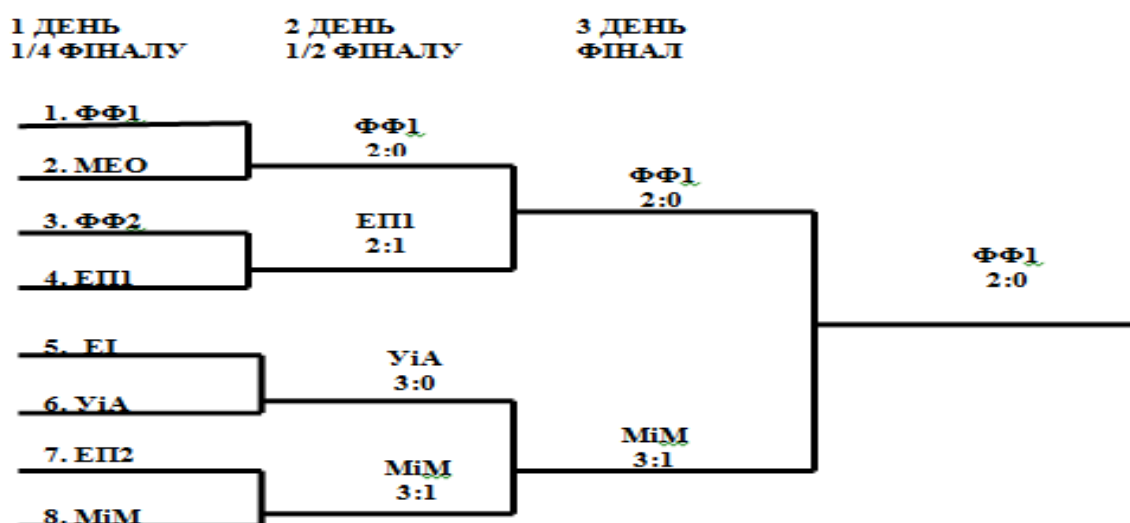 1 ДЕНЬ
1/4 ФІНАЛУ
2 ДЕНЬ
1/2 ФІНАЛУ
3 ДЕНЬ
ФІНАЛ
1. ФФ1
2. МЕО
3. ФФ2
4. ЕП1
5. ЕІ
6. УіА
7. ЕП2
8. МіМ
ФФ1
2:0
ЕП1
2:1
УіА
3:0
МіМ
3:1
ФФ1
2:0
МіМ
3:1
ФФ1
2:0